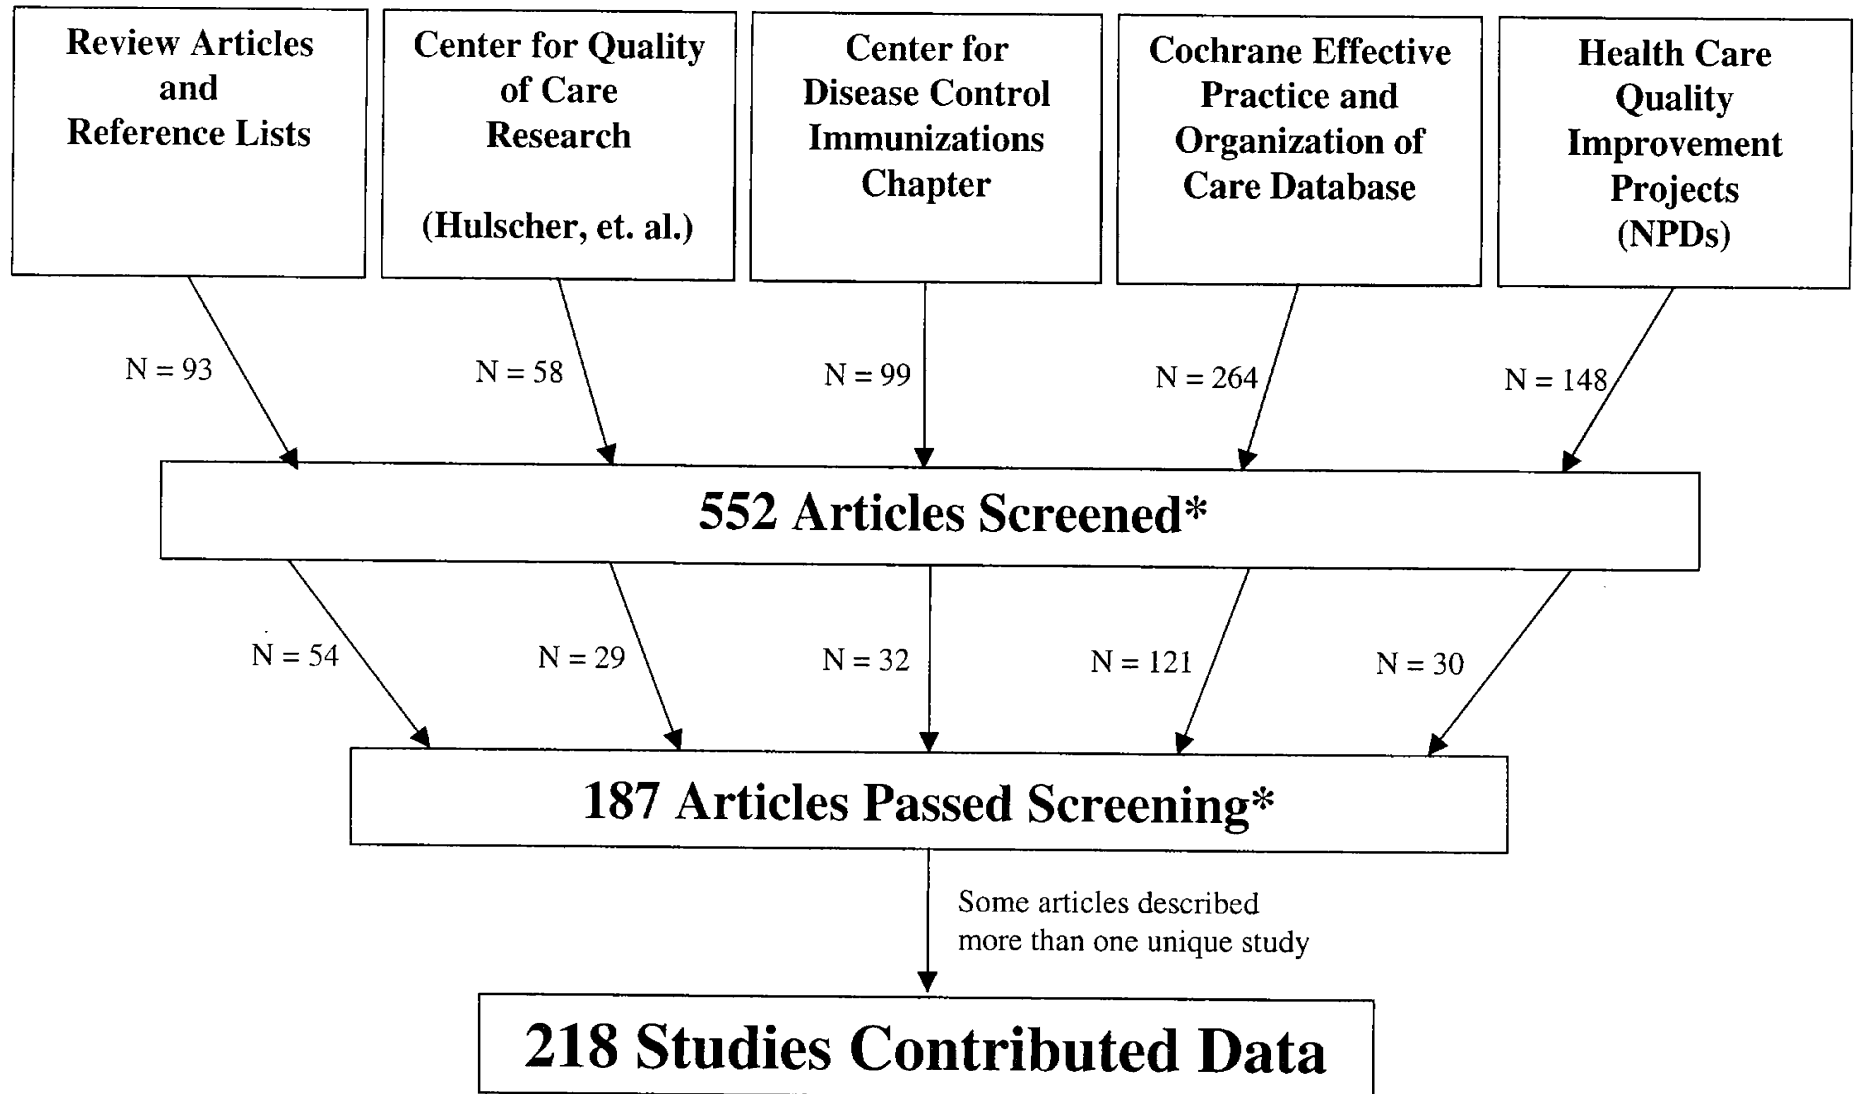 Review Articles
and
Reference Lists
Center for Quality
of Care
Research
(Hulscher, et. al.)
Center for
Disease Control
Immunizations
Chapter
Cochrane Effective
Practice and
Organization of
Care Database
Health Care
Quality
Improvement
Projects
(NPDs)
N = 93
N = 58
N = 99
N = 264
N = 148
552 Articles Screened*
N = 54
N = 29
N = 32
N = 121
N = 30
187 Articles Passed Screening*
Some articles described
more than one unique study
218 Studies Contributed Data